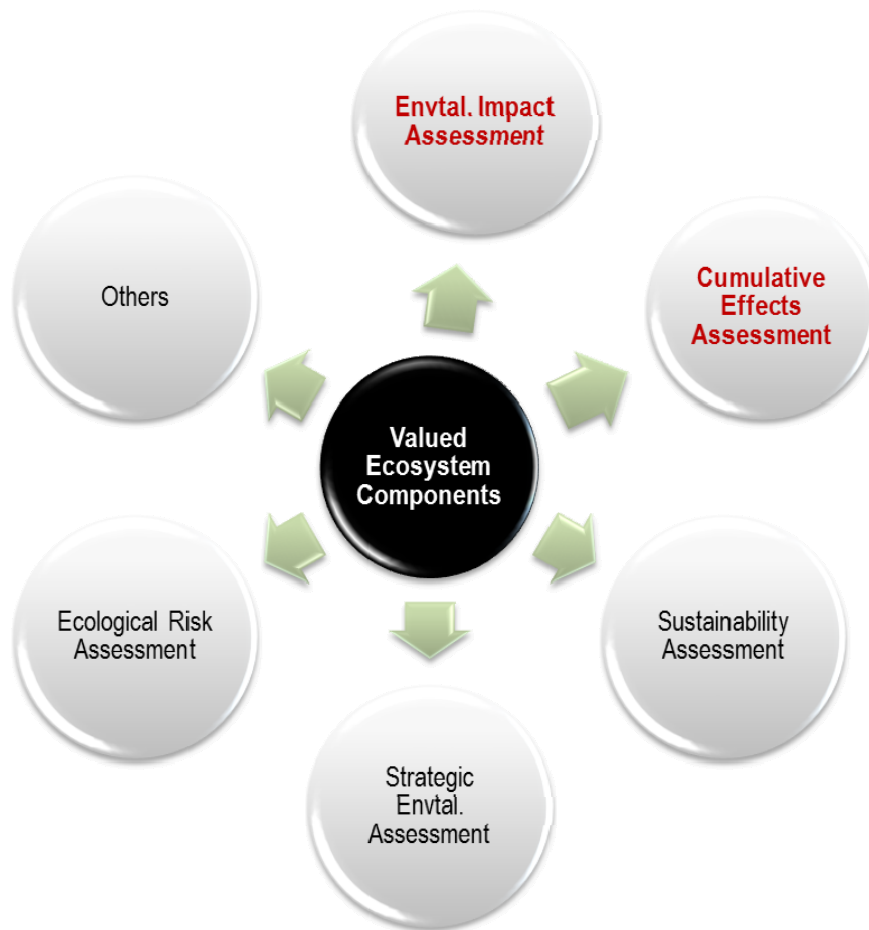 Envtal. Impact
Assessment
Cumulative
Effects
Assessment
Others
Valued
Ecosystem
Components
Ecological Risk
Assessment
Sustainability
Assessment
Strategic
Envtal.
Assessment